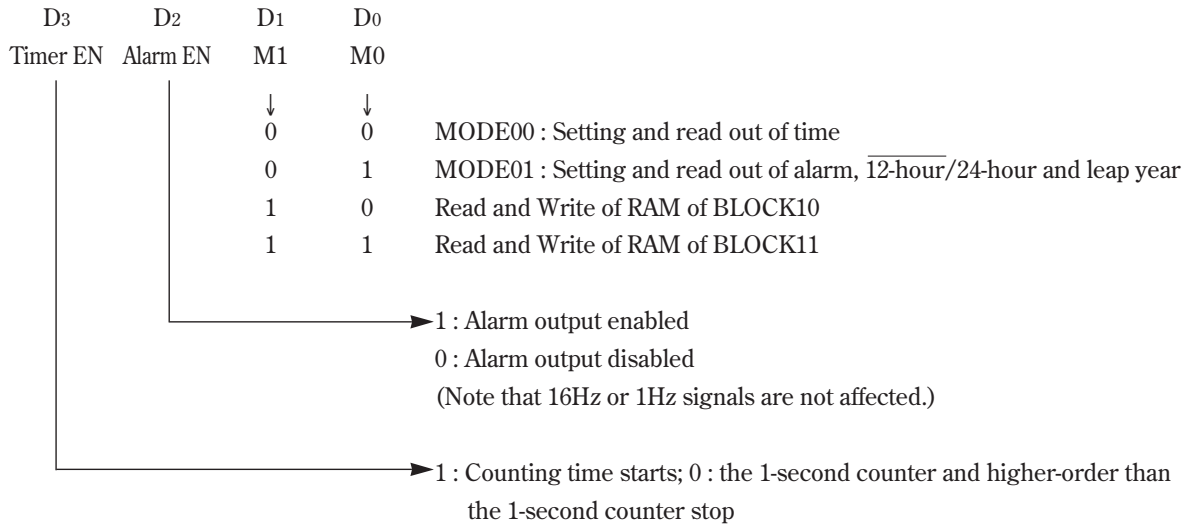 D3 D2 D1 D0
Timer EN Alarm EN M1 M0
↓ ↓
0 0 MODE00 : Setting and read out of time
0 1 MODE01 : Setting and read out of alarm, 12-hour/24-hour and leap year
1 0 Read and Write of RAM of BLOCK10
1 1 Read and Write of RAM of BLOCK11
1 : Alarm output enabled
0 : Alarm output disabled
(Note that 16Hz or 1Hz signals are not affected.)
1 : Counting time starts; 0 : the 1-second counter and higher-order than
the 1-second counter stop